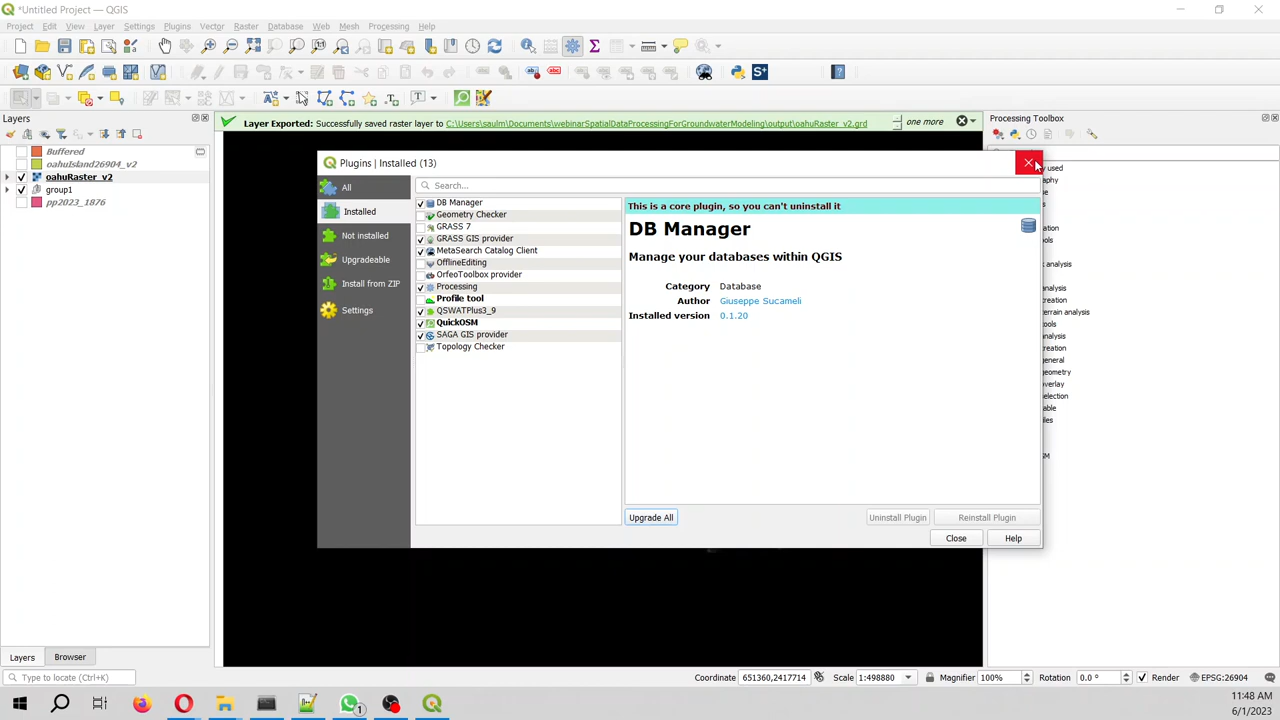 *Untitled Project — QGIS
Project Edit View Layer Settings Plugins Vector Raster Database Web Mesh Processing Help
Layers
Layer Exported: Successfully saved raster layer to C:\Users\saulm\Documents\webinarSpatialDataProcessingForGroundwaterModeling\output\oahuRaster_v2.grd
one more
Processing Toolbox
Buffered
oahuIsland26904_v2
oahuRaster_v2
group1
pp2023_1876
Plugins | Installed (13)
All
Installed
Not installed
Upgradeable
Install from ZIP
Settings
Search...
DB Manager
Geometry Checker
GRASS 7
GRASS GIS provider
MetaSearch Catalog Client
OfflineEditing
OrfeoToolbox provider
Processing
Profile tool
QSWATPlus3_9
QuickOSM
SAGA GIS provider
Topology Checker
This is a core plugin, so you can't uninstall it
DB Manager
Manage your databases within QGIS
Category Database
Author Giuseppe Sucameli
Installed version 0.1.20
Upgrade All
Uninstall Plugin
Reinstall Plugin
Close
Help
Layers
Browser
Type to locate (Ctrl+K)
Coordinate 651360,2417714
Scale 1:498880
Magnifier 100%
Rotation 0.0 °
Render
EPSG:26904
1
11:48 AM
6/1/2023